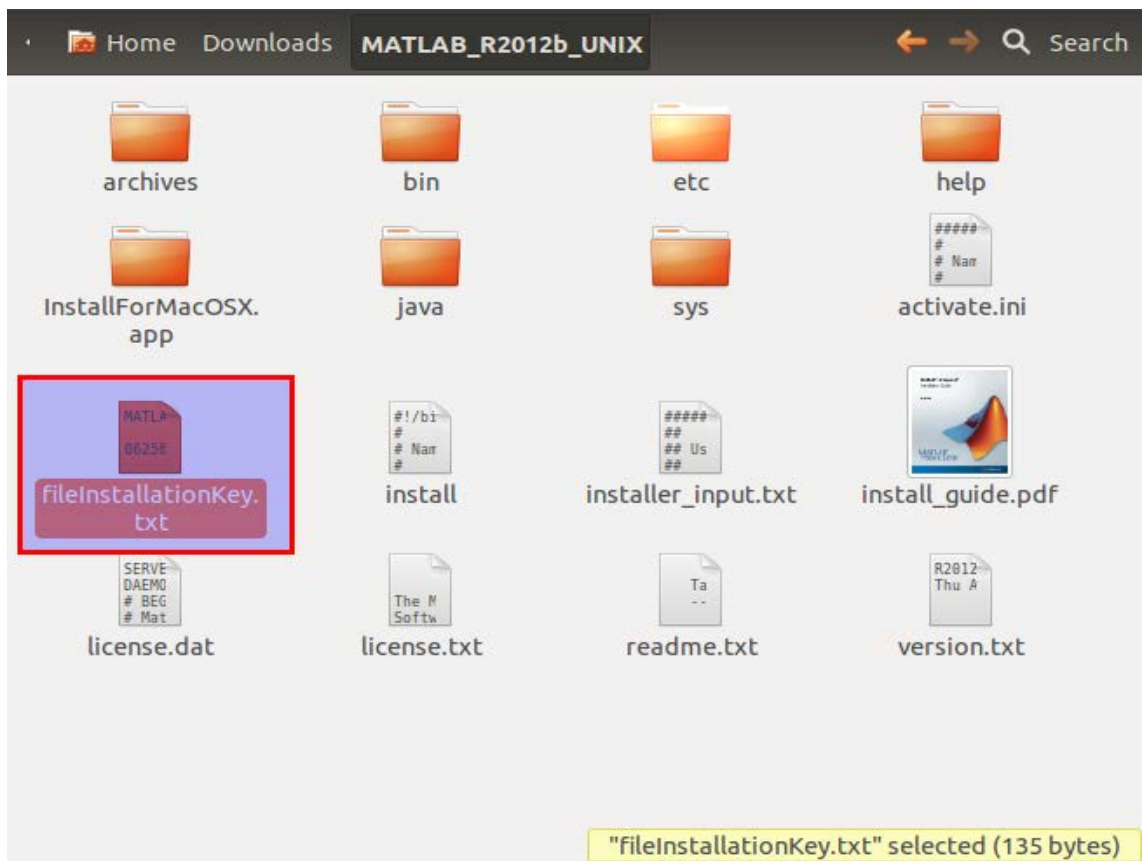 Home Downloads MATLAB_R2012b_UNIX Search
archives bin etc help
#####
#
# Nam
#
InstallForMacOSX.
app
java sys activate.ini
MATLA
0625E
#!/bi
#
# Nam
#
#####
##
## Us
##
fileInstallationKey.
txt
install installer_input.txt install_guide.pdf
SERVE
DAEMO
# BEG
# Mat
The M
Softw
Ta
--
R2012
Thu A
license.dat license.txt readme.txt version.txt
"fileInstallationKey.txt" selected (135 bytes)